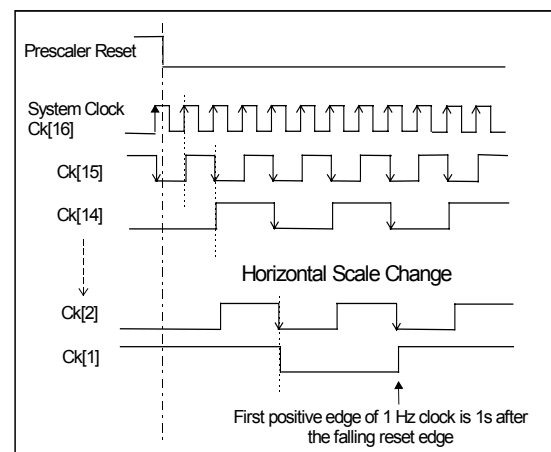 Prescaler Reset
System Clock
Ck[16]
Ck[15]
Ck[14]
Horizontal Scale Change
Ck[2]
Ck[1]
First positive edge of 1 Hz clock is 1s after
the falling reset edge